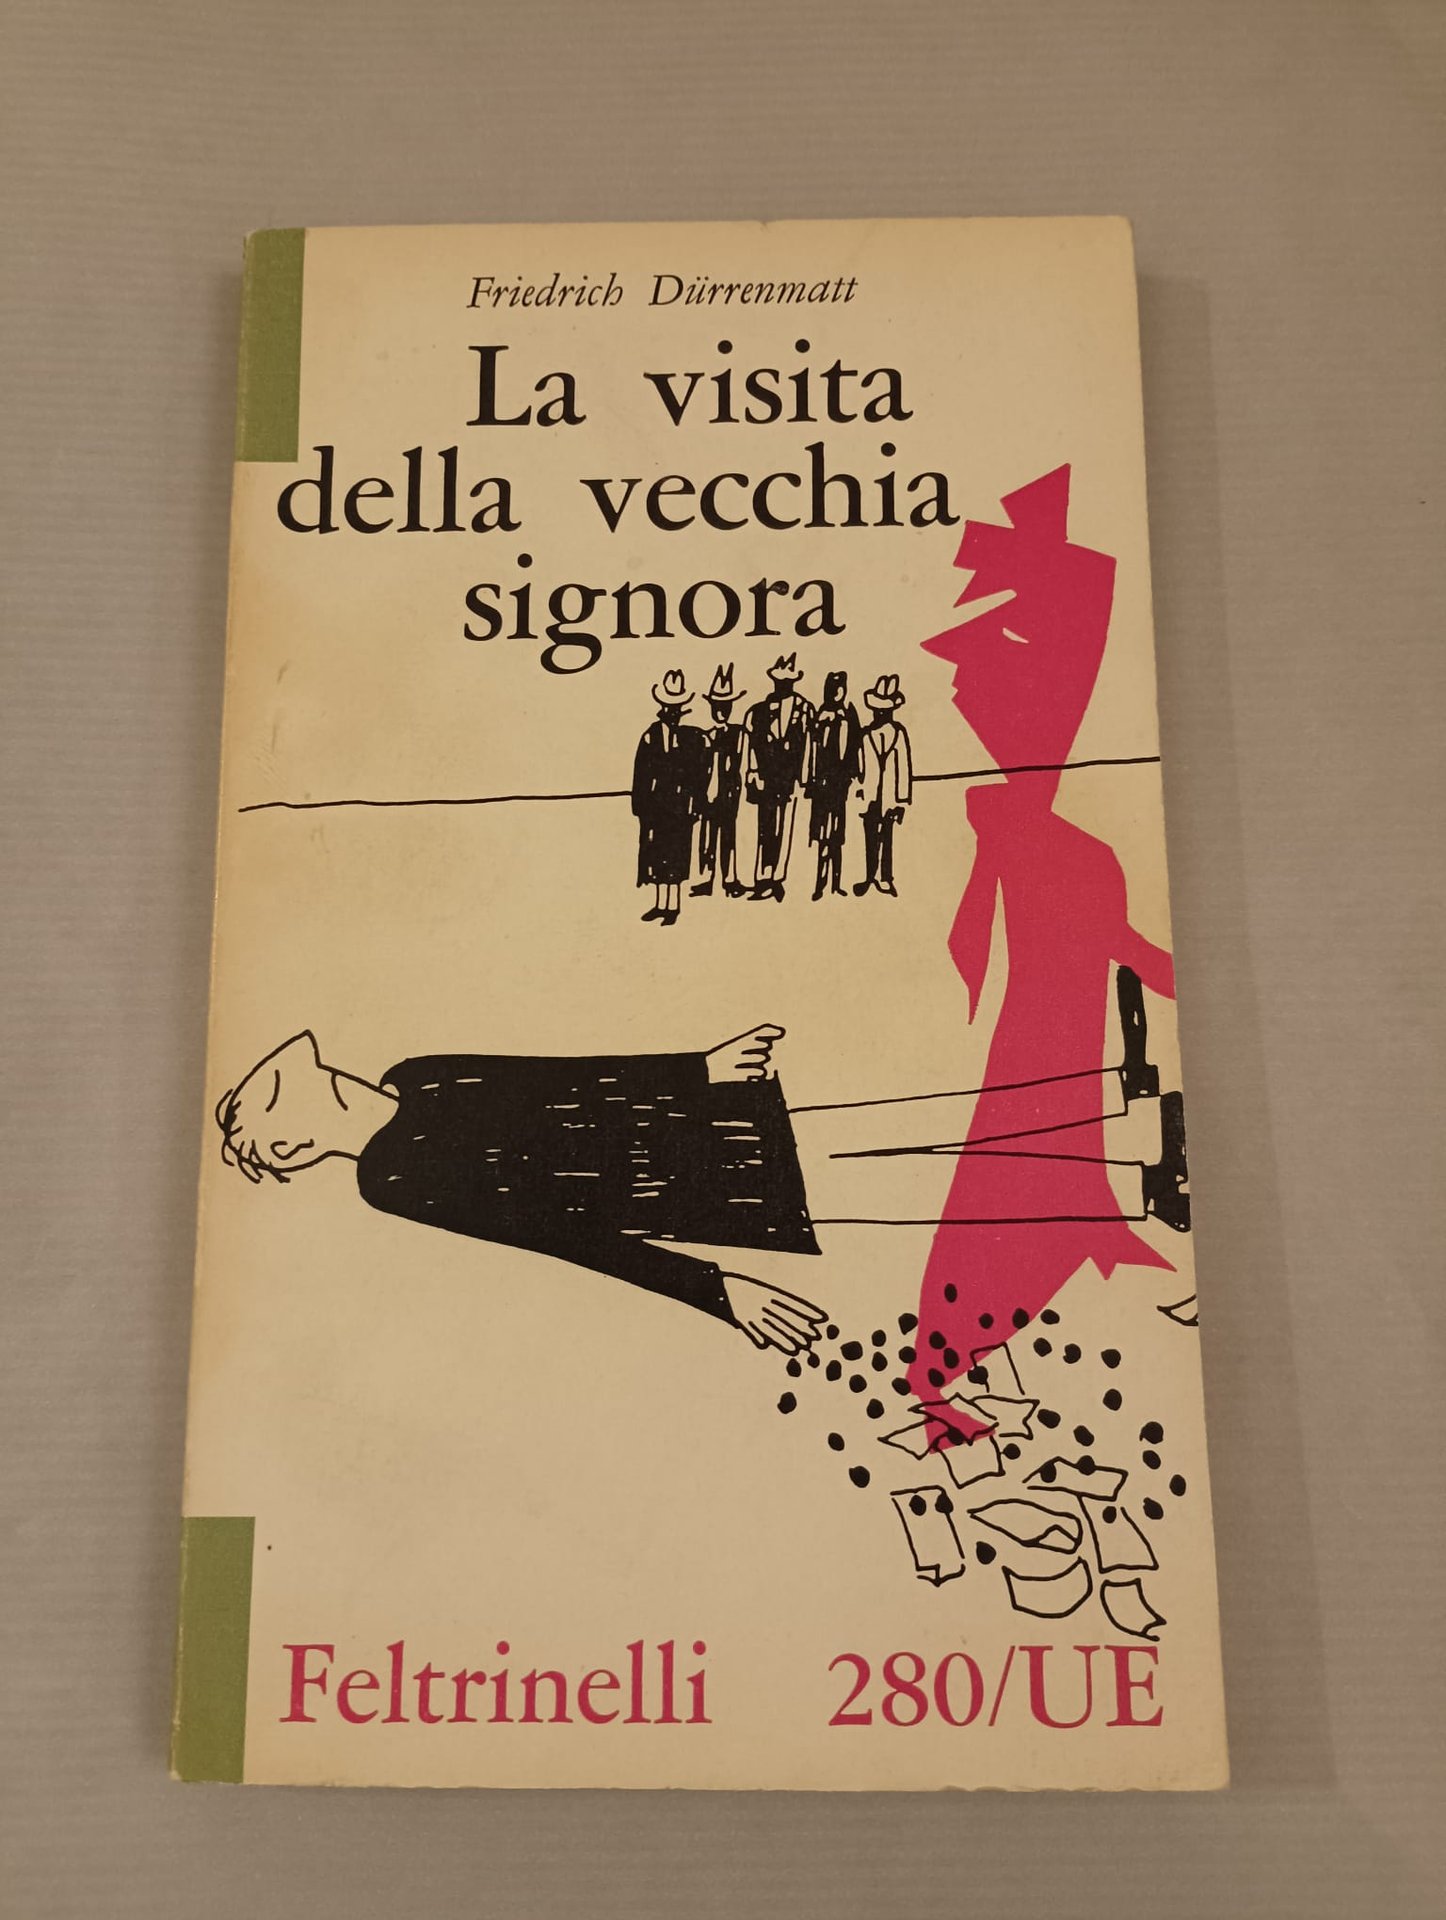 Friedrich Dürrenmatt
La visita
della vecchia
signora
Feltrinelli 280/UE